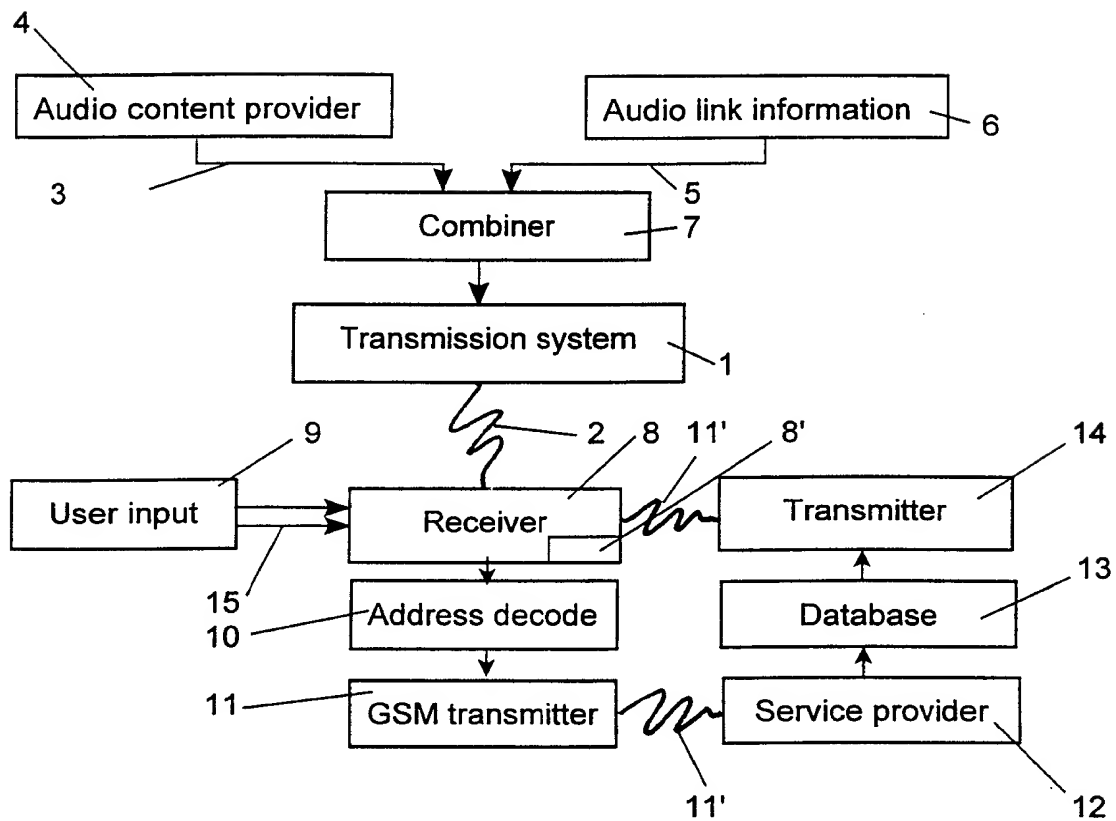 4
Audio content provider
Audio link information
6
3
5
Combiner
7
Transmission system
1
9
2
8
11'
8'
14
User input
Receiver
Transmitter
15
13
10
Address decode
Database
11
GSM transmitter
Service provider
11'
12